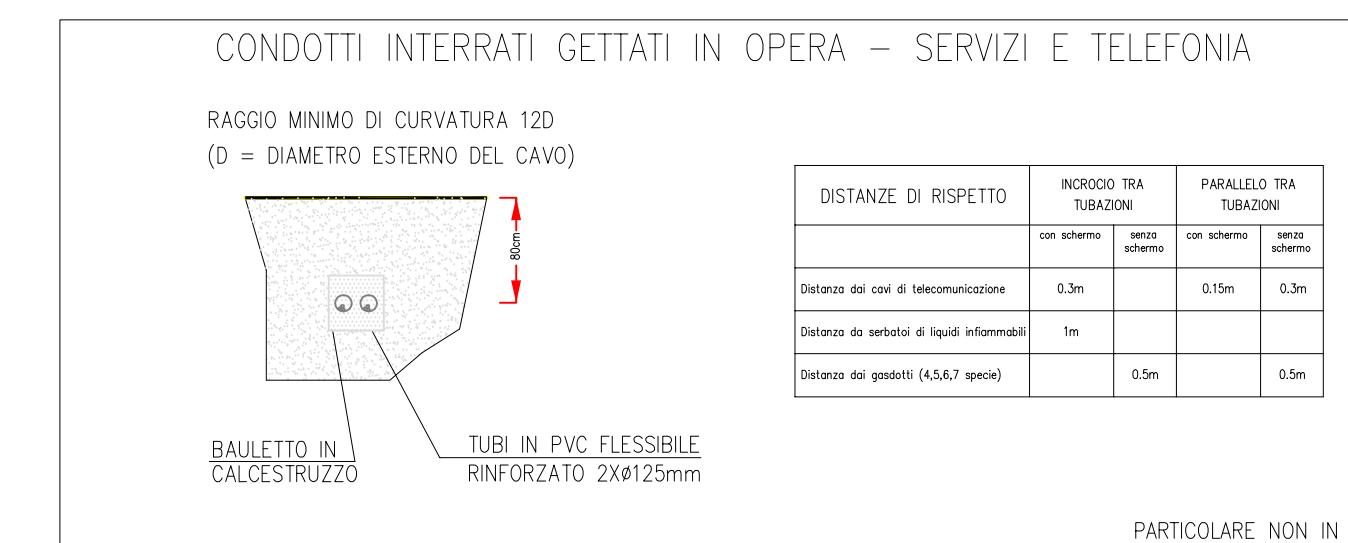 CONDOTTI INTERRATI GETTATI IN OPERA – SERVIZI E TELEFONIA
RAGGIO MINIMO DI CURVATURA 12D
(D = DIAMETRO ESTERNO DEL CAVO)
80cm
BAULETTO IN
CALCESTRUZZO
TUBI IN PVC FLESSIBILE
RINFORZATO 2XØ125mm
DISTANZE DI RISPETTO
INCROCIO TRA
TUBAZIONI
PARALLELO TRA
TUBAZIONI
con schermo
senza
schermo
con schermo
senza
schermo
Distanza dai cavi di telecomunicazione 0.3m 0.15m 0.3m
Distanza da serbatoi di liquidi infiammabili 1m
Distanza dai gasdotti (4,5,6,7 specie) 0.5m 0.5m
PARTICOLARE NON IN